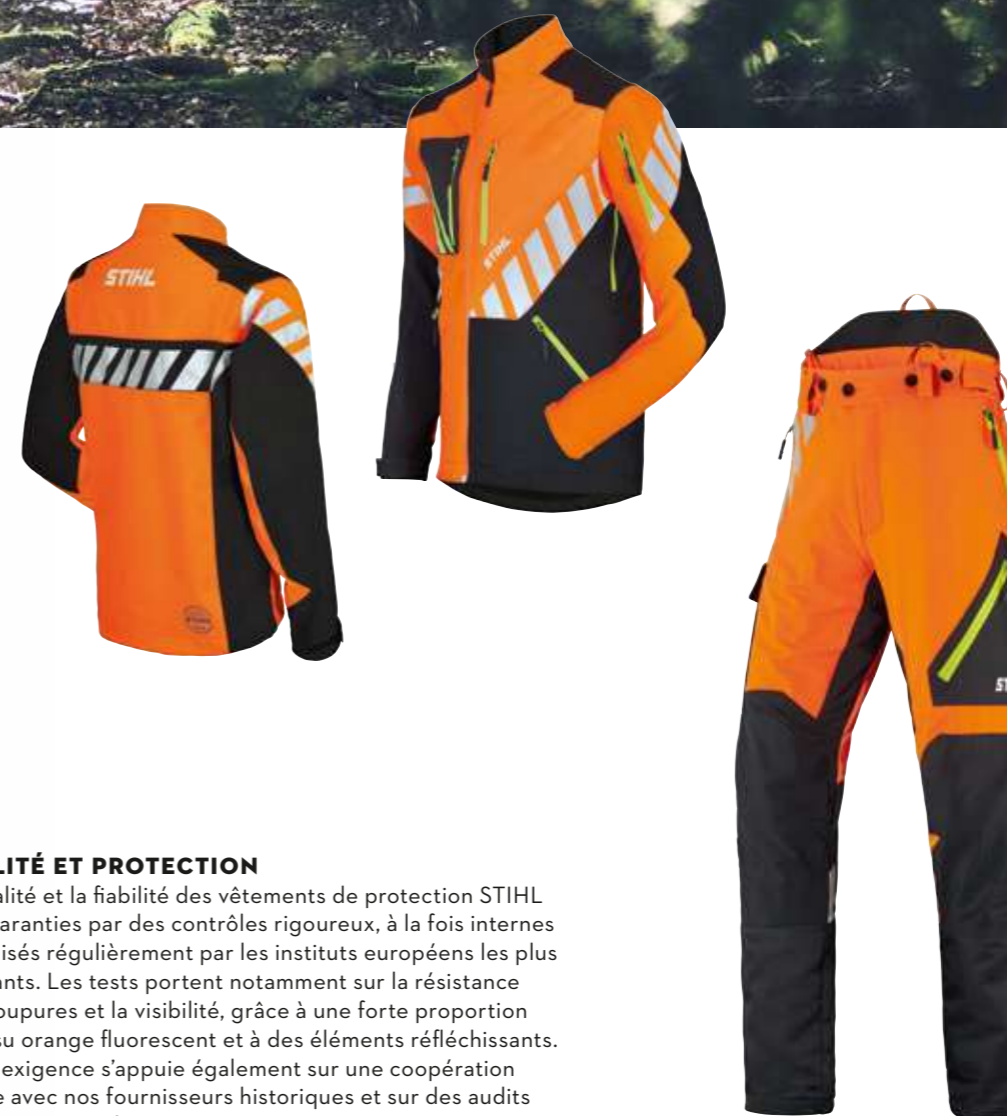 STIHL
STIHL
ST
LITÉ ET PROTECTION
alité et la fiabilité des vêtements de protection STIHL
aranties par des contrôles rigoureux, à la fois internes
isés régulièrement par les instituts européens les plus
ants. Les tests portent notamment sur la résistance
oupures et la visibilité, grâce à une forte proportion
su orange fluorescent et à des éléments réfléchissants.
exigence s’appuie également sur une coopération
e avec nos fournisseurs historiques et sur des audits